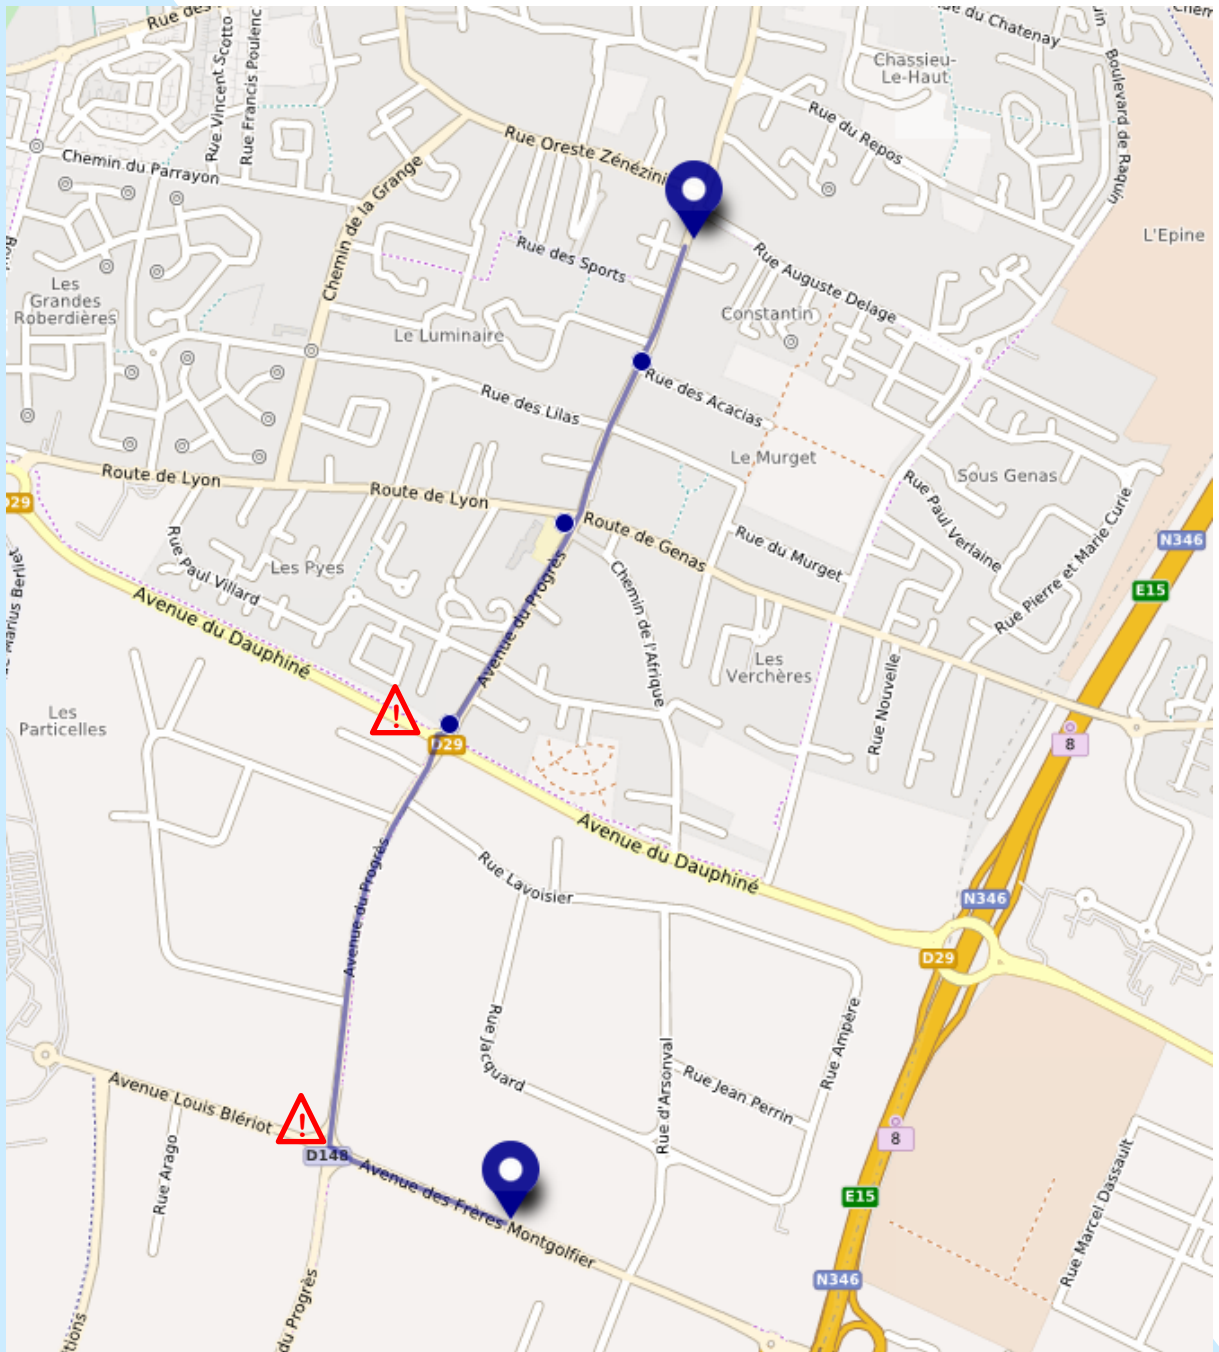 Rue des
Rue Vincent Scotto
Rue Francis Poulenc
Rue du Chatenay
Chem
Chassieu-
Le-Haut
Boulevard de Raquin
Rue du Repos
Rue Oreste Zénézini
Chemin du Parrayon
Chemin de la Grange
L'Epine
Rue des Sports
Rue Auguste Delage
Les
Grandes
Roberdières
Constantin
Le Luminaire
Rue des Acacias
Rue des Lilas
Le Murget
Sous Genas
Route de Lyon
Route de Lyon
D29
Route de Genas
Rue Paul Verlaine
Rue Pierre et Marie Curie
N346
E15
Rue du Murget
Rue Paul Villard
Les Pyes
Chemin de l'Afrique
Avenue du Progrès
Marius Berliet
Avenue du Dauphiné
Les
Verchères
Rue Nouvelle
Les
Particelles
!
D29
8
Avenue du Dauphiné
Rue Lavoisier
Avenue du Progrès
N346
D29
Rue Jacquard
Rue d'Arsonval
Rue Ampère
Rue Jean Perrin
Avenue Louis Blériot
!
D148
8
Rue Arago
Avenue des Frères Montgolfier
E15
Rue Marcel Dassault
N346
du Progrès
tions